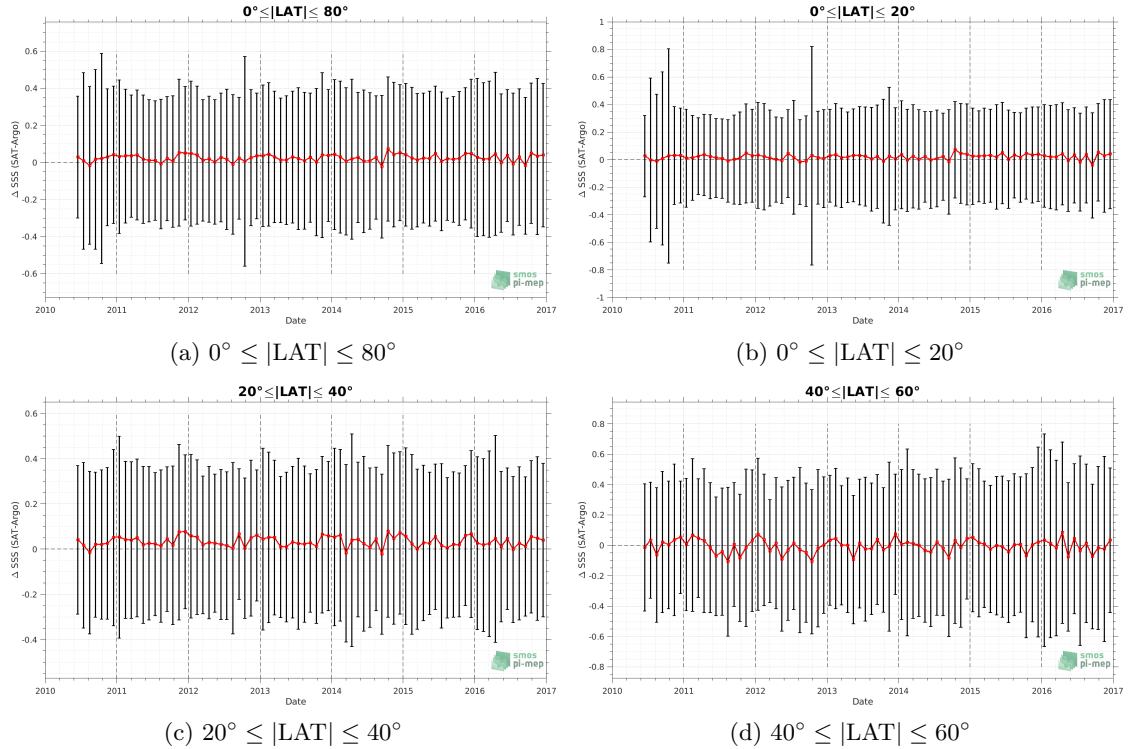 0°≤|LAT|≤ 80°
Δ SSS (SAT-Argo)
0.6
0.4
0.2
0
-0.2
-0.4
-0.6
2010 2011 2012 2013 2014 2015 2016 2017
Date
smos
pi-mep
(a) 0° ≤ |LAT| ≤ 80°
0°≤|LAT|≤ 20°
Δ SSS (SAT-Argo)
1
0.8
0.6
0.4
0.2
0
-0.2
-0.4
-0.6
-0.8
-1
2010 2011 2012 2013 2014 2015 2016 2017
Date
smos
pi-mep
(b) 0° ≤ |LAT| ≤ 20°
20°≤|LAT|≤ 40°
Δ SSS (SAT-Argo)
0.6
0.4
0.2
0
-0.2
-0.4
2010 2011 2012 2013 2014 2015 2016 2017
Date
smos
pi-mep
(c) 20° ≤ |LAT| ≤ 40°
40°≤|LAT|≤ 60°
Δ SSS (SAT-Argo)
0.8
0.6
0.4
0.2
0
-0.2
-0.4
-0.6
-0.8
2010 2011 2012 2013 2014 2015 2016 2017
Date
smos
pi-mep
(d) 40° ≤ |LAT| ≤ 60°